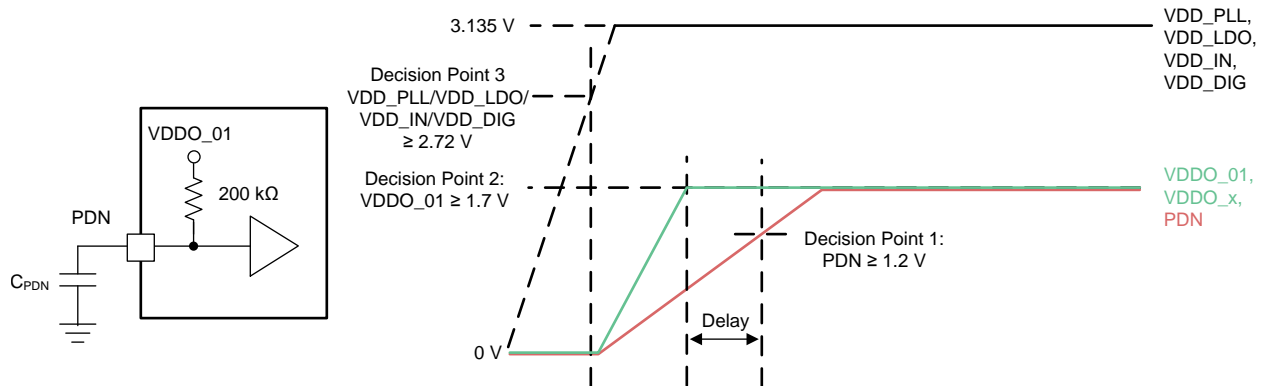 VDDO_01
200 kΩ
PDN
CPDN
3.135 V
Decision Point 3
VDD_PLL/VDD_LDO/
VDD_IN/VDD_DIG
≥ 2.72 V
Decision Point 2:
VDDO_01 ≥ 1.7 V
0 V
Decision Point 1:
PDN ≥ 1.2 V
Delay
VDD_PLL,
VDD_LDO,
VDD_IN,
VDD_DIG
VDDO_01,
VDDO_x,
PDN